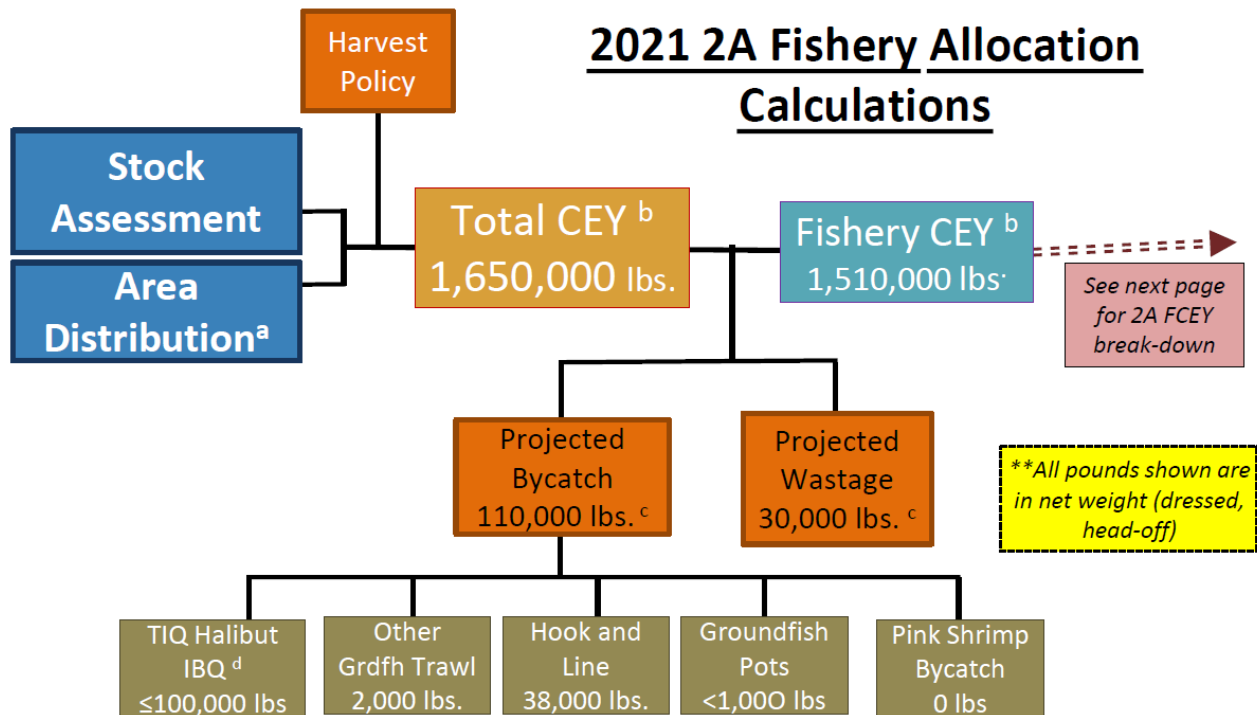 Harvest
Policy
2021 2A Fishery Allocation
Calculations
Stock
Assessment
Area
Distributionᵃ
Total CEY ᵇ
1,650,000 lbs.
Fishery CEY ᵇ
1,510,000 lbs.
See next page
for 2A FCEY
break-down
Projected
Bycatch
110,000 lbs. ᶜ
Projected
Wastage
30,000 lbs. ᶜ
**All pounds shown are
in net weight (dressed,
head-off)
TIQ Halibut
IBQ ᵈ
≤100,000 lbs
Other
Grdfh Trawl
2,000 lbs.
Hook and
Line
38,000 lbs.
Groundfish
Pots
<1,00O lbs
Pink Shrimp
Bycatch
0 lbs